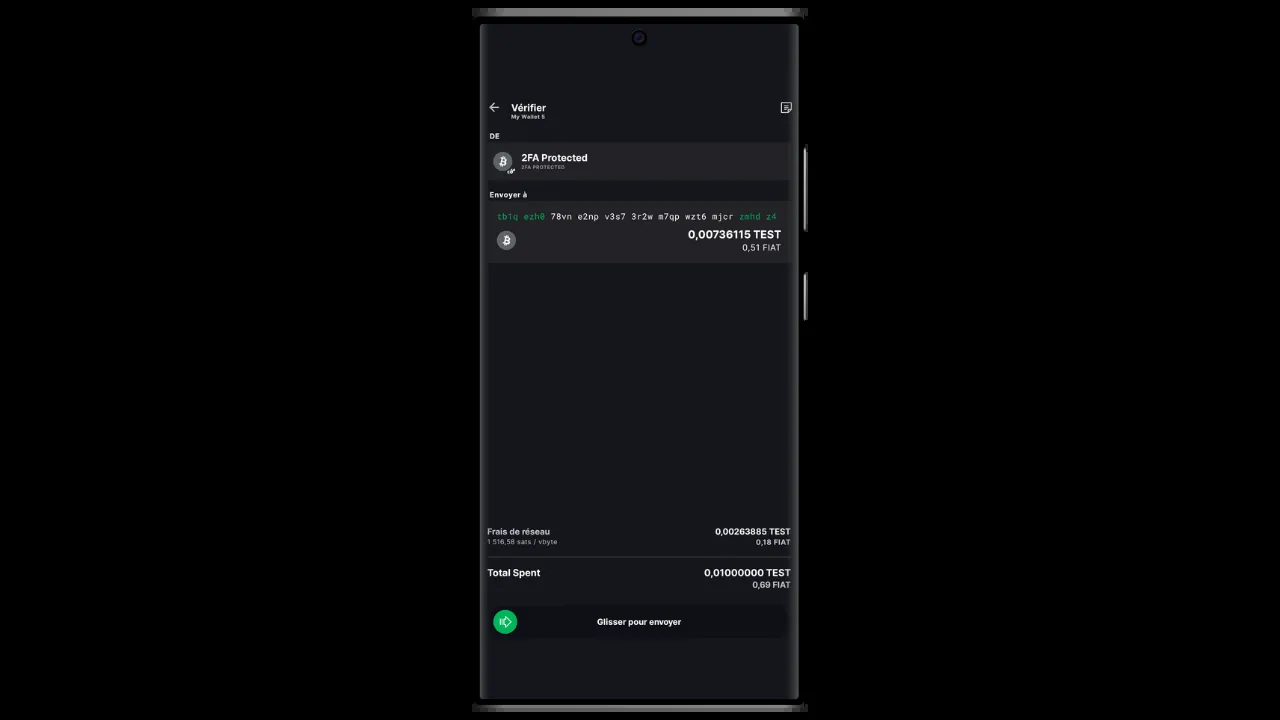 Vérifier
My Wallet 5
DE
2FA Protected
2FA PROTECTED
Envoyer à
tb1q ezh0 78vn e2np v3s7 3r2w m7qp wzt6 mjcr zmhd z4
0,00736115 TEST
0,51 FIAT
Frais de réseau
0,00263885 TEST
1 516,58 sats / vbyte
0,18 FIAT
Total Spent
0,01000000 TEST
0,69 FIAT
Glisser pour envoyer